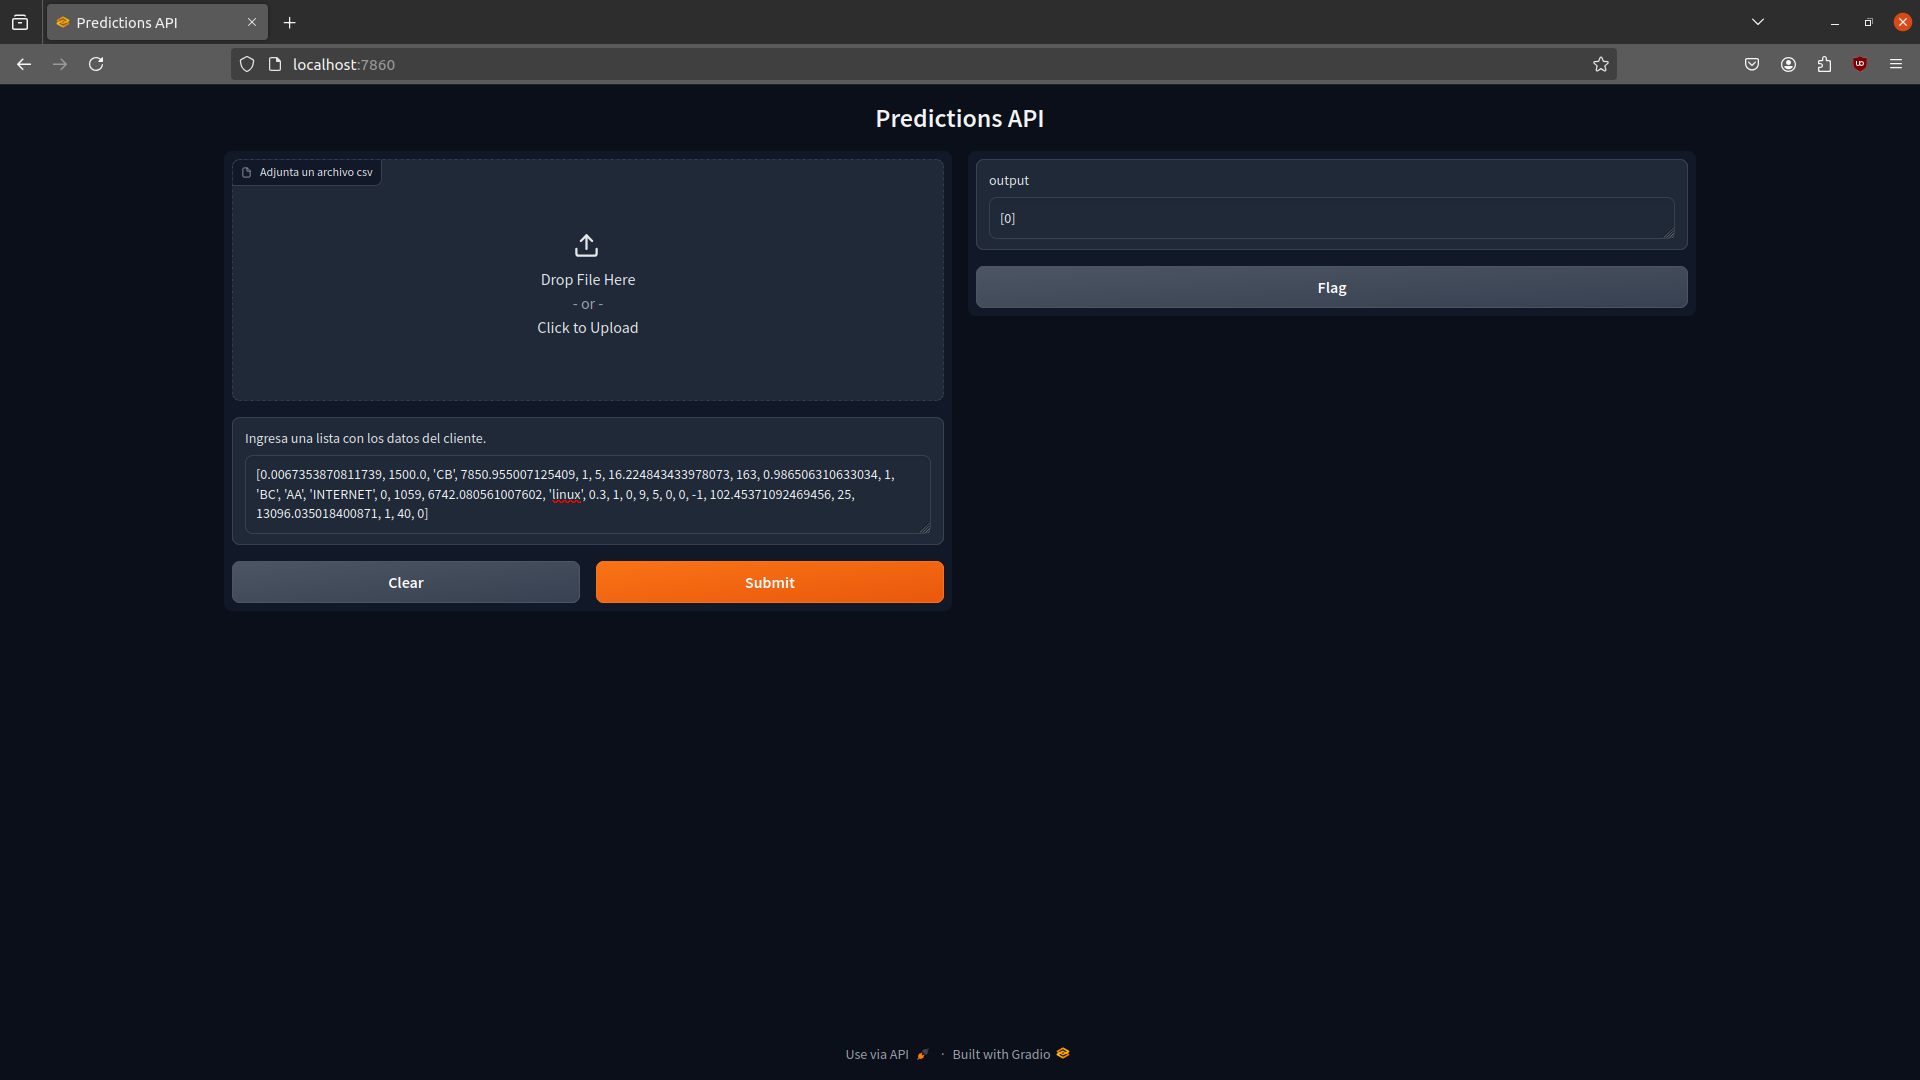 Predictions API
localhost:7860
Predictions API
Adjunta un archivo csv
Drop File Here
- or -
Click to Upload
Ingresa una lista con los datos del cliente.
[0.0067353870811739, 1500.0, 'CB', 7850.955007125409, 1, 5, 16.224843433978073, 163, 0.986506310633034, 1,
'BC', 'AA', 'INTERNET', 0, 1059, 6742.080561007602, 'linux', 0.3, 1, 0, 9, 5, 0, 0, -1, 102.45371092469456, 25,
13096.035018400871, 1, 40, 0]
Clear
Submit
output
[0]
Flag
Use via API
·
Built with Gradio